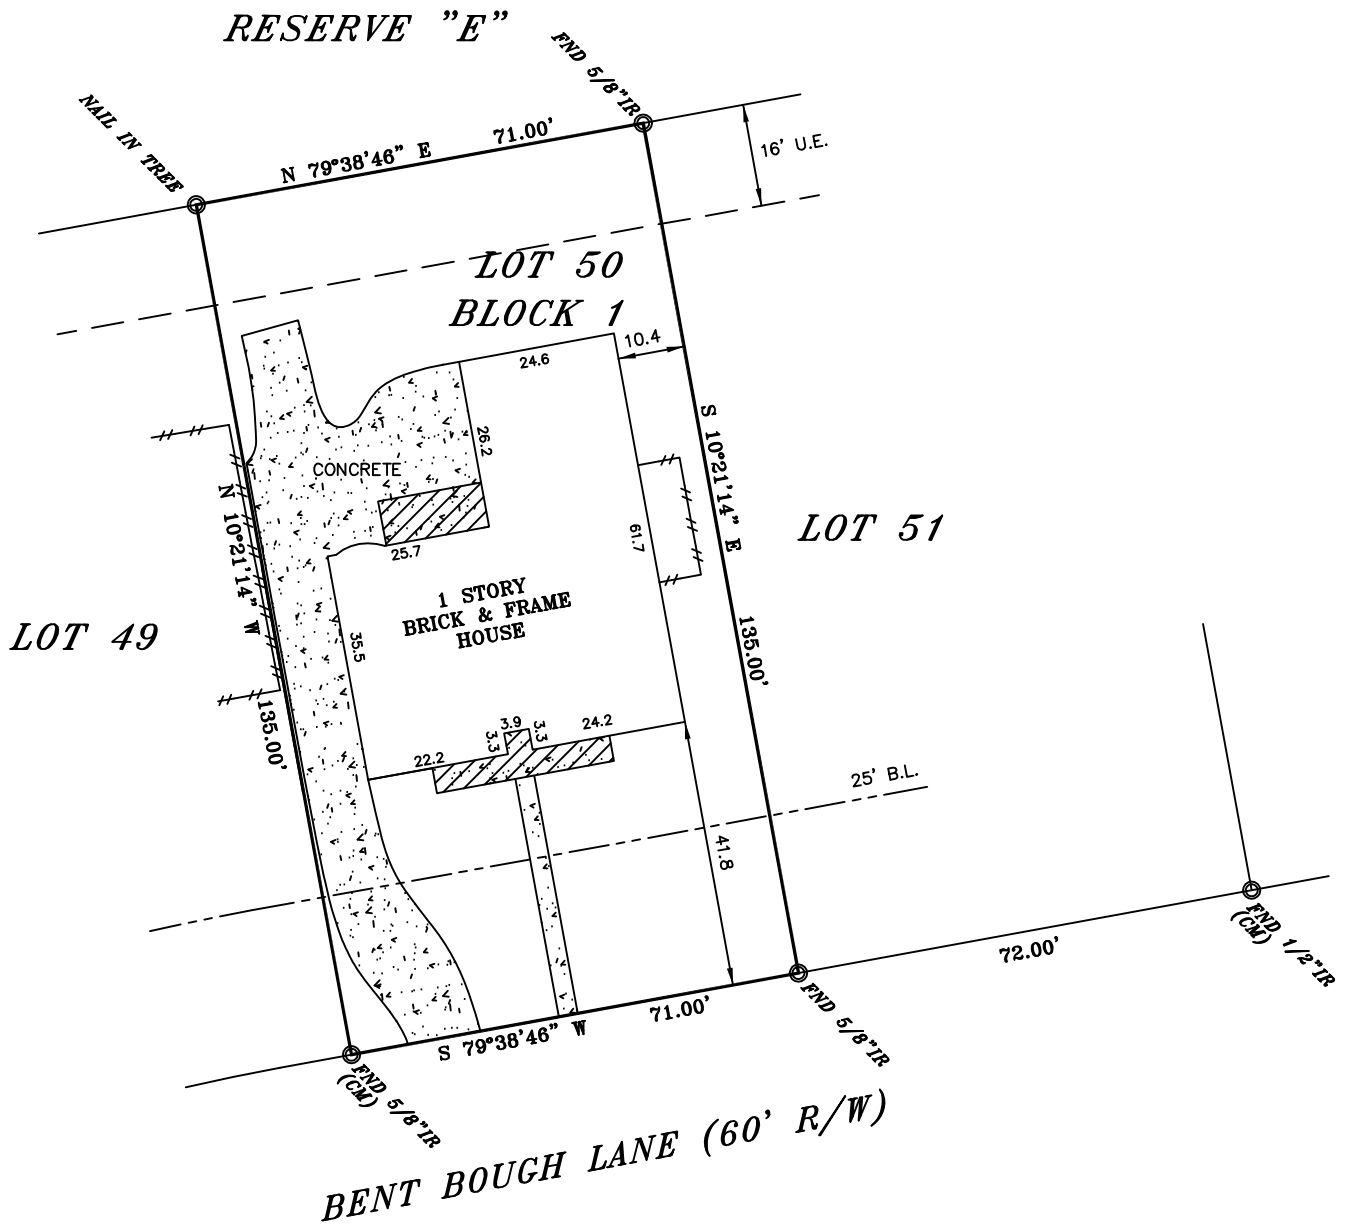 RESERVE "E"
FND 5/8"IR
NAIL IN TREE
N 79°38'46" E
71.00'
16' U.E.
LOT 50
BLOCK 1
10.4
24.6
S 10°21'14" E
135.00'
26.2
CONCRETE
N 10°21'14" W
135.00'
61.7
LOT 51
25.7
1 STORY
BRICK & FRAME
HOUSE
LOT 49
35.5
3.9
3.3
3.3
24.2
22.2
25' B.L.
41.8
FND 1/2"IR
(CM)
72.00'
FND 5/8"IR
71.00'
S 79°38'46" W
FND 5/8"IR
(CM)
BENT BOUGH LANE (60' R/W)